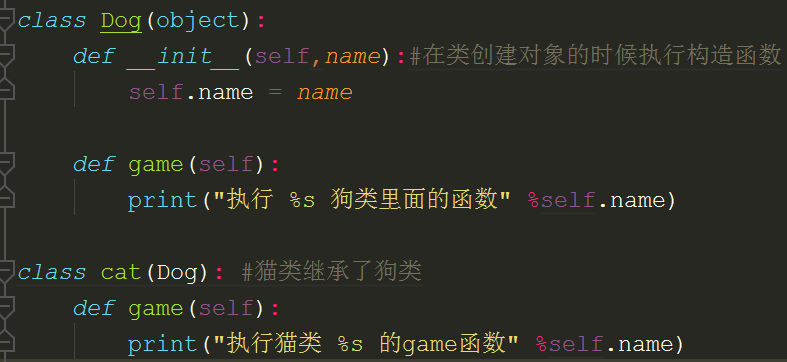 class Dog(object):
def __init__(self,name):#在类创建对象的时候执行构造函数
self.name = name
def game(self):
print("执行 %s 狗类里面的函数" %self.name)
class cat(Dog): #猫类继承了狗类
def game(self):
print("执行猫类 %s 的game函数" %self.name)